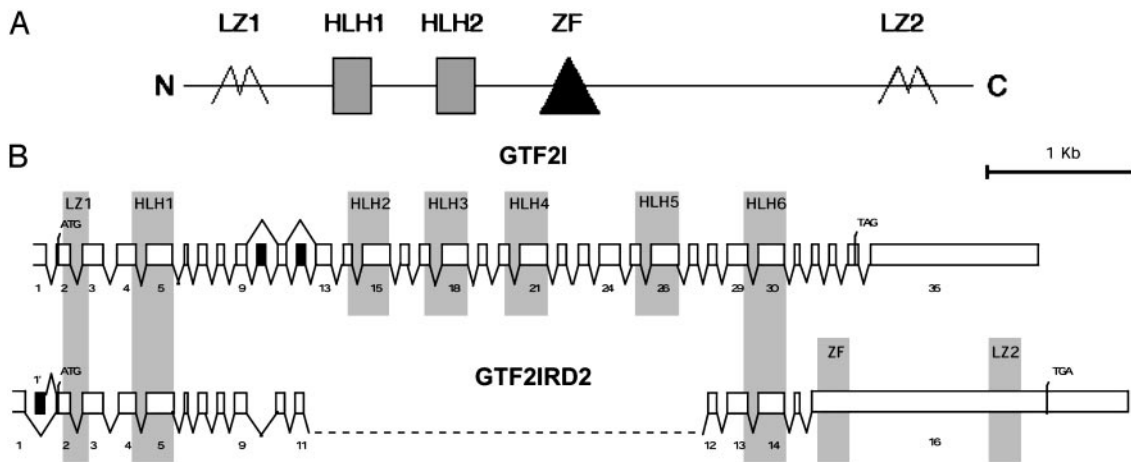 A
LZ1 HLH1 HLH2 ZF LZ2
N C
B
GTF2I
1 Kb
LZ1 HLH1 HLH2 HLH3 HLH4 HLH5 HLH6
ATG TAG
1 2 3 4 5 9 13 15 18 21 24 26 29 30 35
GTF2IRD2
ZF LZ2
1' ATG TGA
1 2 3 4 5 9 11 12 13 14 16